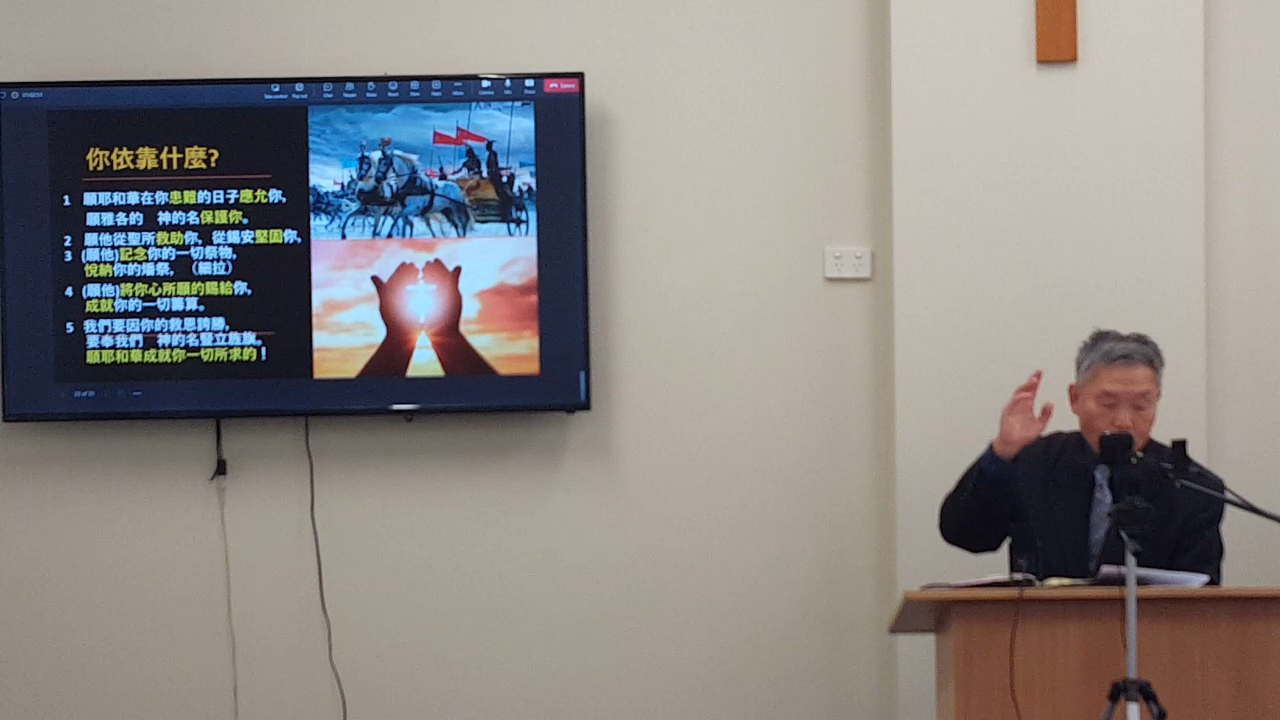 Leave
你依靠什麼?
1 願耶和華在你患難的日子應允你，
願雅各的　神的名保護你。
2 願他從聖所救助你，從錫安堅固你，
3 (願他)記念你的一切祭物，
悅納你的燔祭，（細拉）
4 (願他)將你心所願的賜給你，
成就你的一切籌算。
5 我們要因你的救恩誇勝，
要奉我們　神的名豎立旌旗。
願耶和華成就你一切所求的！